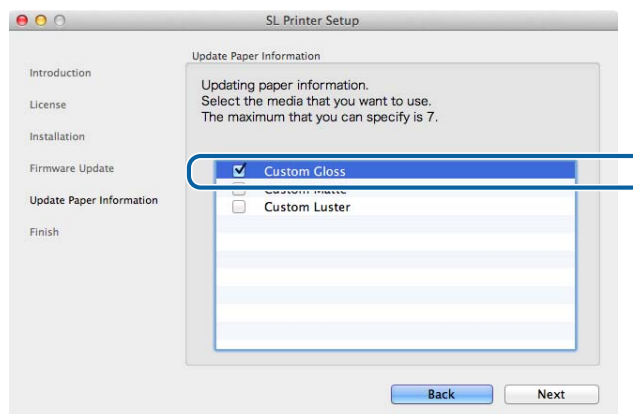 SL Printer Setup
Update Paper Information
Introduction
License
Installation
Firmware Update
Update Paper Information
Finish
Updating paper information.
Select the media that you want to use.
The maximum that you can specify is 7.
Custom Gloss
Custom Matte
Custom Luster
Back
Next